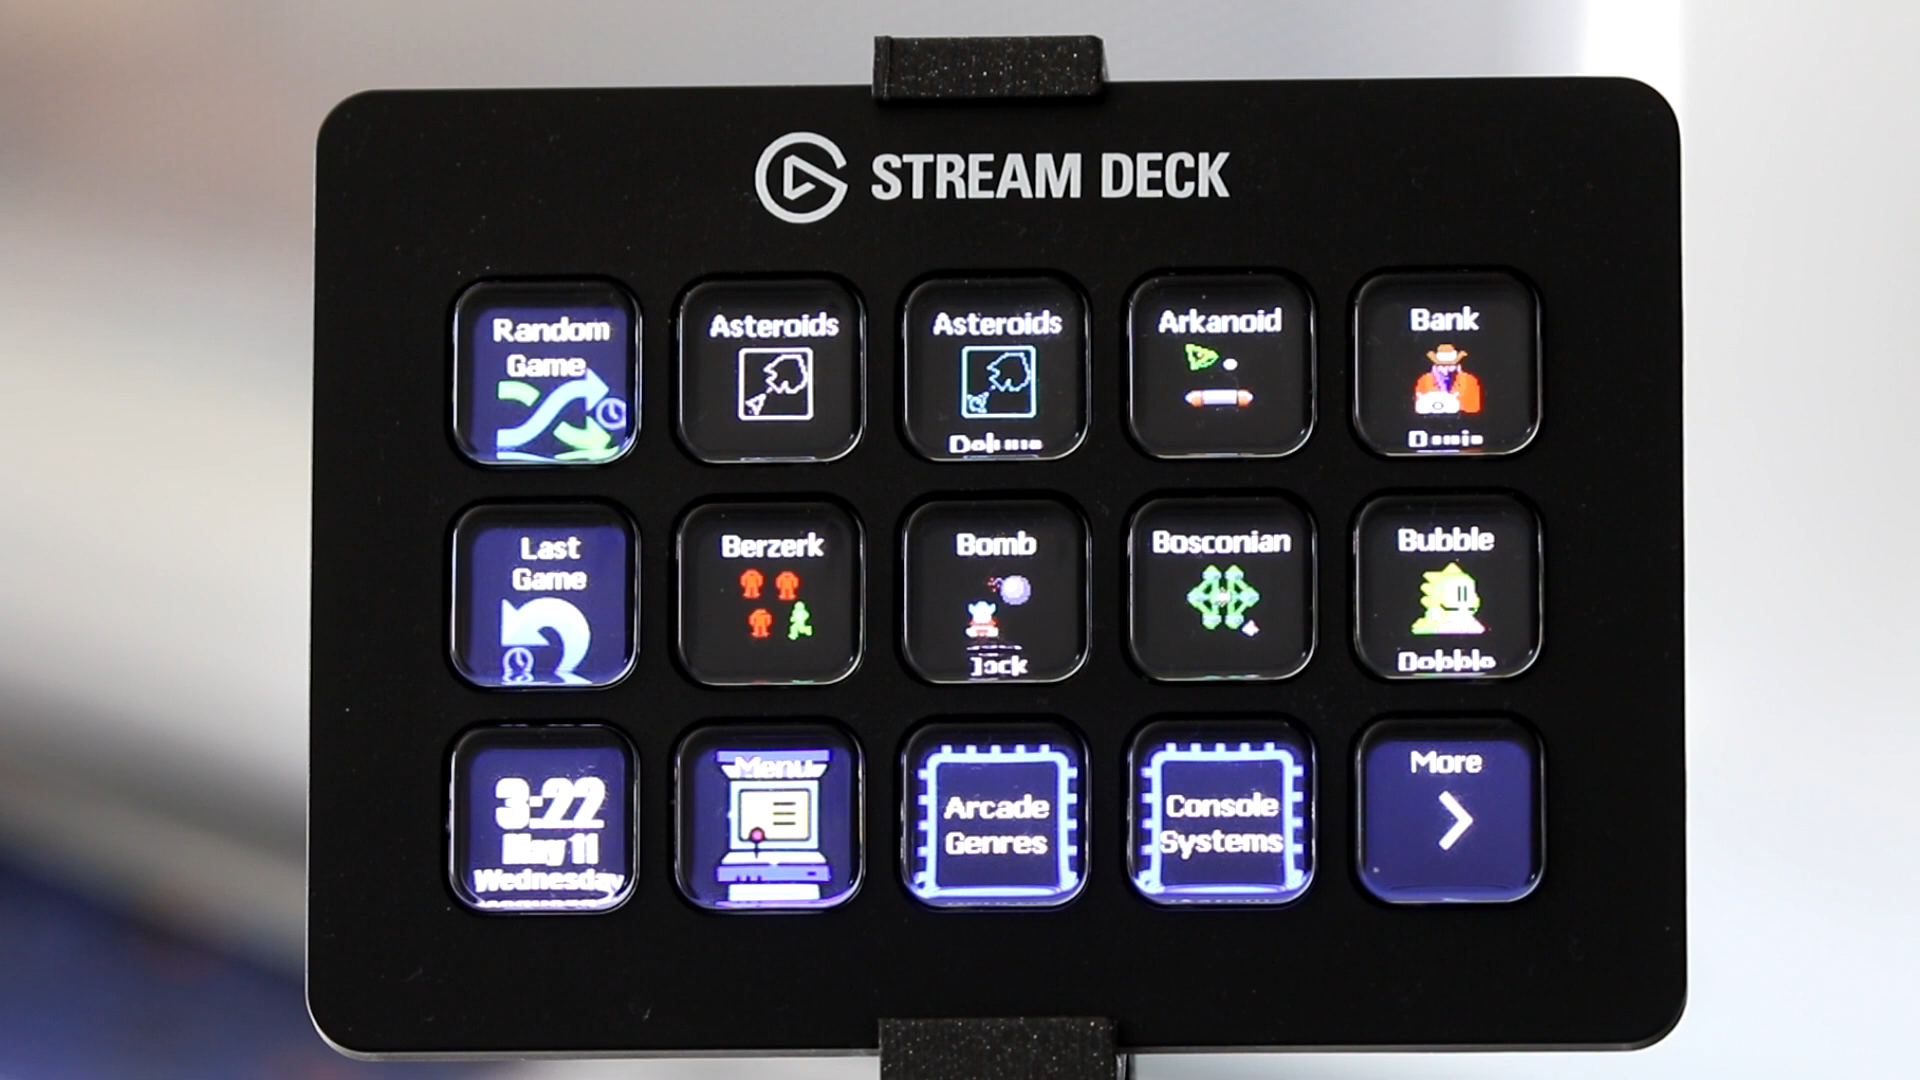 STREAM DECK
Random
Game
Asteroids
Asteroids
Arkanoid
Bank
Last
Game
Berzerk
Bomb
Jack
Bosconian
Bubble
Bobble
3:22
May 11
Wednesday
Menu
Arcade
Genres
Console
Systems
More